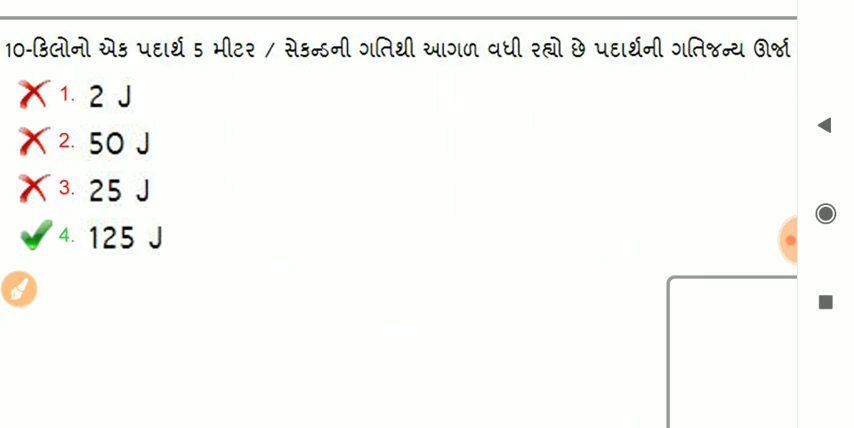 10-કિલોનો એક પદાર્થ 5 મીટર / સેકન્ડની ગતિથી આગળ વધી રહ્યો છે પદાર્થની ગતિજન્ય ઊર્જા
1. 2 J
2. 50 J
3. 25 J
4. 125 J